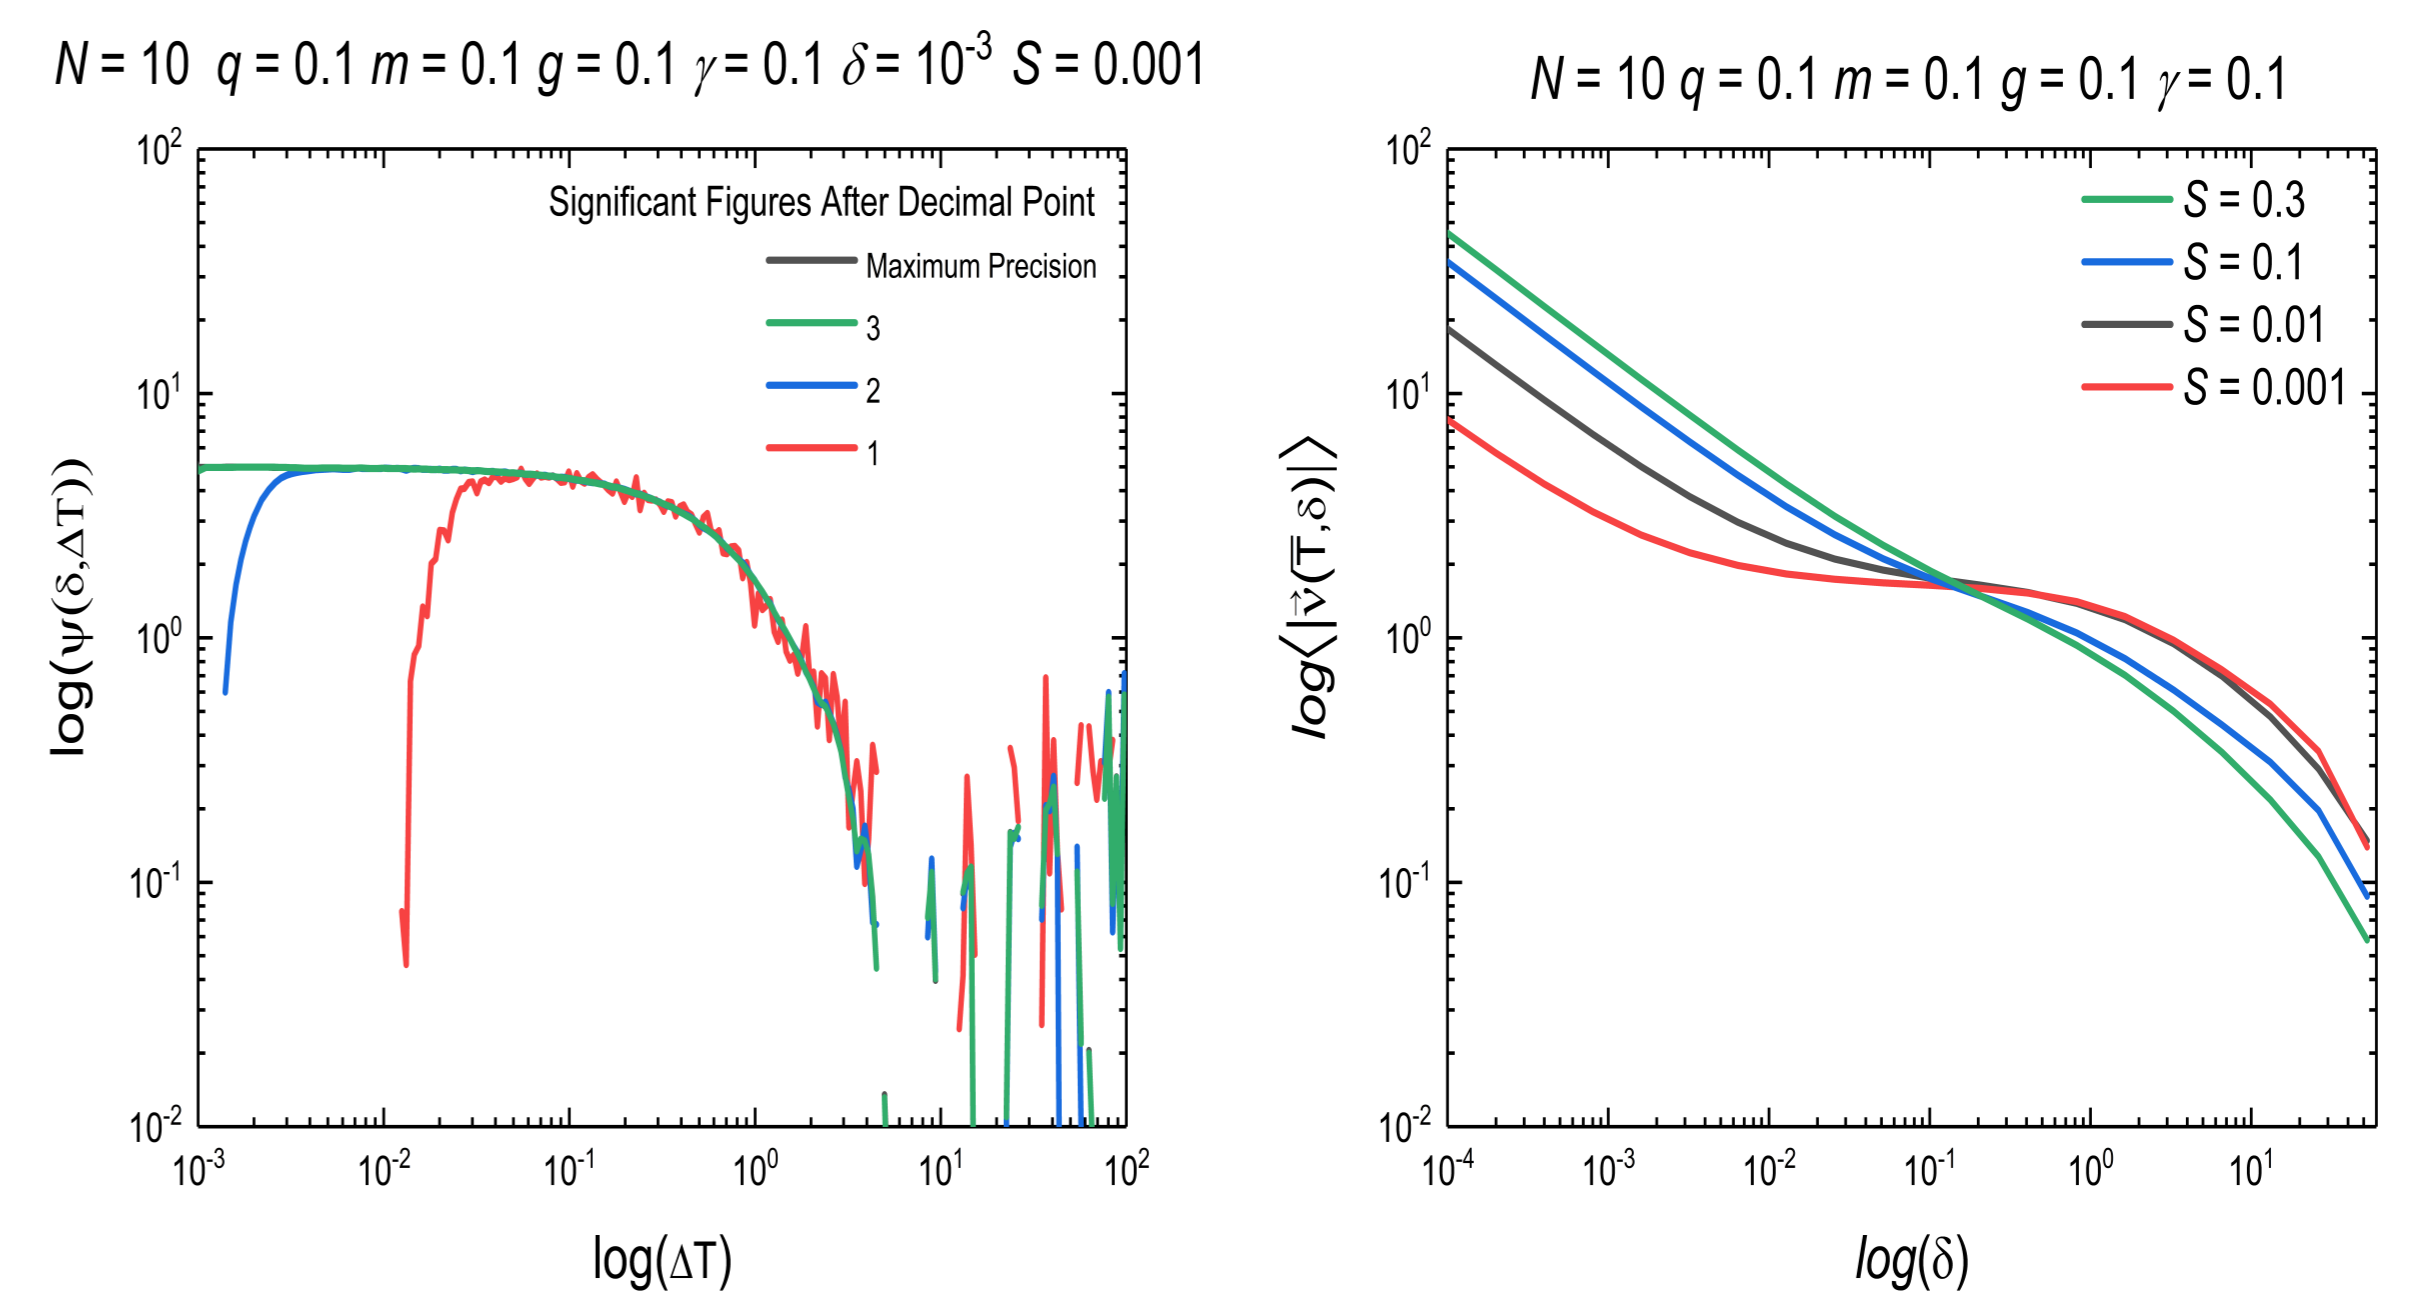 N = 10 q = 0.1 m = 0.1 g = 0.1 γ = 0.1 δ = 10⁻³ S = 0.001
10²
10¹
10⁰
10⁻¹
10⁻²
log(ψ(δ,ΔT))
Significant Figures After Decimal Point
Maximum Precision
3
2
1
10⁻³ 10⁻² 10⁻¹ 10⁰ 10¹ 10²
log(ΔT)
N = 10 q = 0.1 m = 0.1 g = 0.1 γ = 0.1
10²
10¹
10⁰
10⁻¹
10⁻²
log⟨|v⃗(T̅,δ)|⟩
S = 0.3
S = 0.1
S = 0.01
S = 0.001
10⁻⁴ 10⁻³ 10⁻² 10⁻¹ 10⁰ 10¹
log(δ)